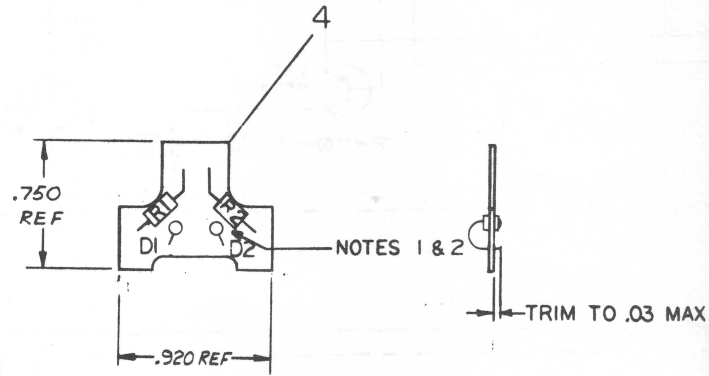 4
.750
REF
R1
R2
D1
D2
NOTES 1 & 2
TRIM TO .03 MAX
.920 REF